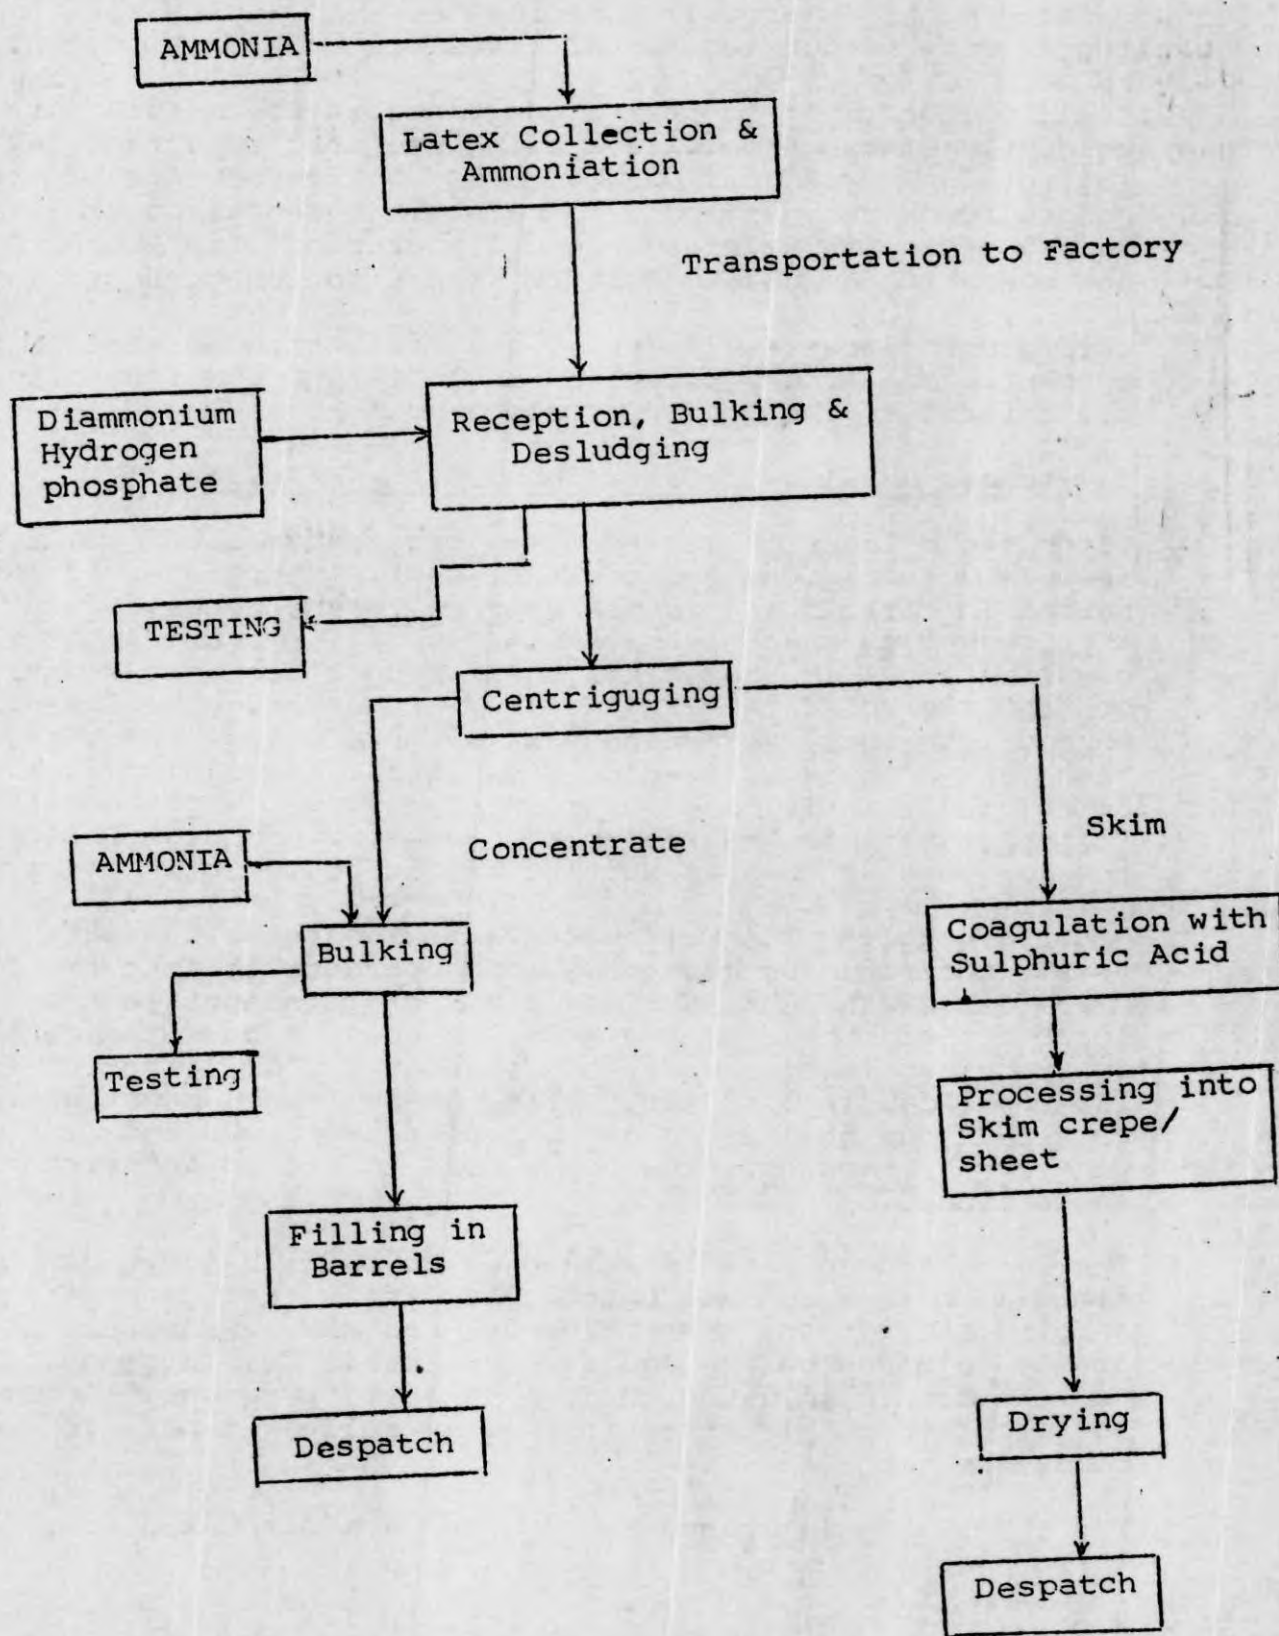 AMMONIA
Latex Collection &
Ammoniation
Transportation to Factory
Diammonium
Hydrogen
phosphate
Reception, Bulking &
Desludging
TESTING
Centriguging
Concentrate
Skim
AMMONIA
Bulking
Coagulation with
Sulphuric Acid
Testing
Processing into
Skim crepe/
sheet
Filling in
Barrels
Drying
Despatch
Despatch